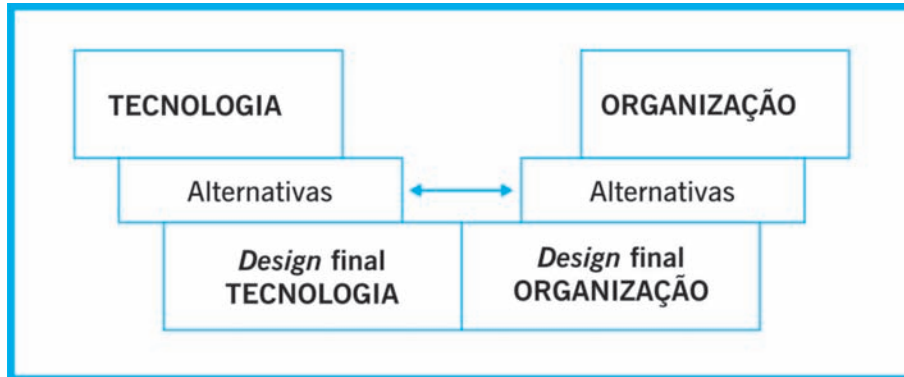 TECNOLOGIA
ORGANIZAÇÃO
Alternativas
Alternativas
Design final
TECNOLOGIA
Design final
ORGANIZAÇÃO